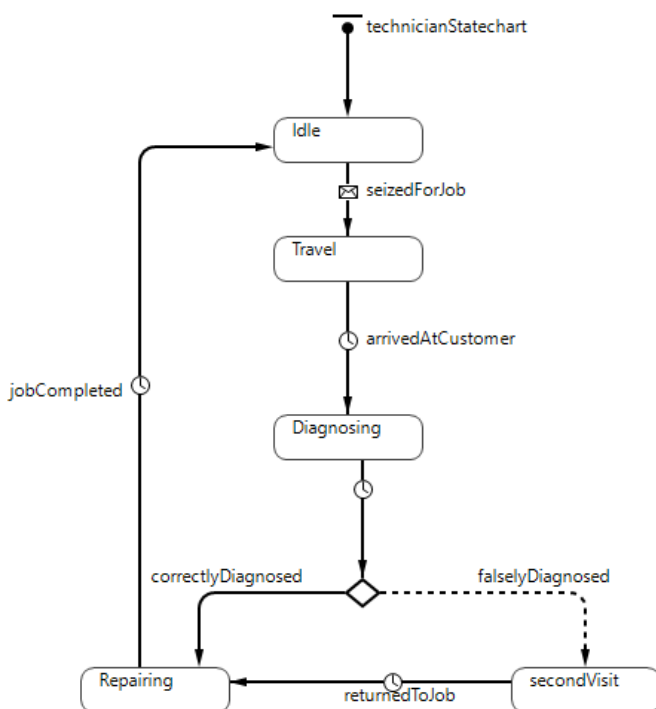 technicianStatechart
Idle
seizedForJob
Travel
arrivedAtCustomer
jobCompleted
Diagnosing
correctlyDiagnosed
falselyDiagnosed
Repairing
returnedToJob
secondVisit